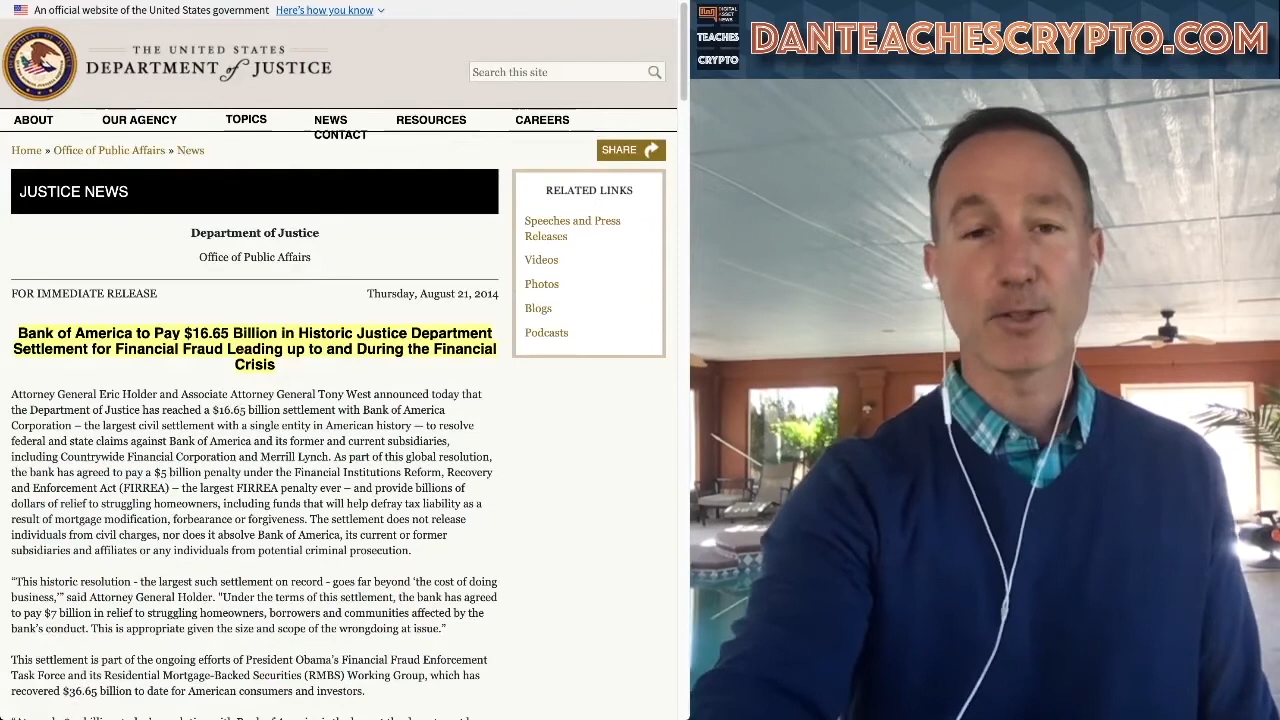 An official website of the United States government Here's how you know
THE UNITED STATES
DEPARTMENT of JUSTICE
Search this site
ABOUT OUR AGENCY TOPICS NEWS RESOURCES CAREERS
CONTACT
Home » Office of Public Affairs » News
SHARE
JUSTICE NEWS
Department of Justice
Office of Public Affairs
FOR IMMEDIATE RELEASE Thursday, August 21, 2014
Bank of America to Pay $16.65 Billion in Historic Justice Department
Settlement for Financial Fraud Leading up to and During the Financial
Crisis
Attorney General Eric Holder and Associate Attorney General Tony West announced today that
the Department of Justice has reached a $16.65 billion settlement with Bank of America
Corporation – the largest civil settlement with a single entity in American history — to resolve
federal and state claims against Bank of America and its former and current subsidiaries,
including Countrywide Financial Corporation and Merrill Lynch. As part of this global resolution,
the bank has agreed to pay a $5 billion penalty under the Financial Institutions Reform, Recovery
and Enforcement Act (FIRREA) – the largest FIRREA penalty ever – and provide billions of
dollars of relief to struggling homeowners, including funds that will help defray tax liability as a
result of mortgage modification, forbearance or forgiveness. The settlement does not release
individuals from civil charges, nor does it absolve Bank of America, its current or former
subsidiaries and affiliates or any individuals from potential criminal prosecution.
“This historic resolution - the largest such settlement on record - goes far beyond ‘the cost of doing
business,’” said Attorney General Holder. "Under the terms of this settlement, the bank has agreed
to pay $7 billion in relief to struggling homeowners, borrowers and communities affected by the
bank’s conduct. This is appropriate given the size and scope of the wrongdoing at issue.”
This settlement is part of the ongoing efforts of President Obama’s Financial Fraud Enforcement
Task Force and its Residential Mortgage-Backed Securities (RMBS) Working Group, which has
recovered $36.65 billion to date for American consumers and investors.
RELATED LINKS
Speeches and Press
Releases
Videos
Photos
Blogs
Podcasts
DIGITAL
ASSET
NEWS
TEACHES
CRYPTO
DANTEACHESCRYPTO.COM